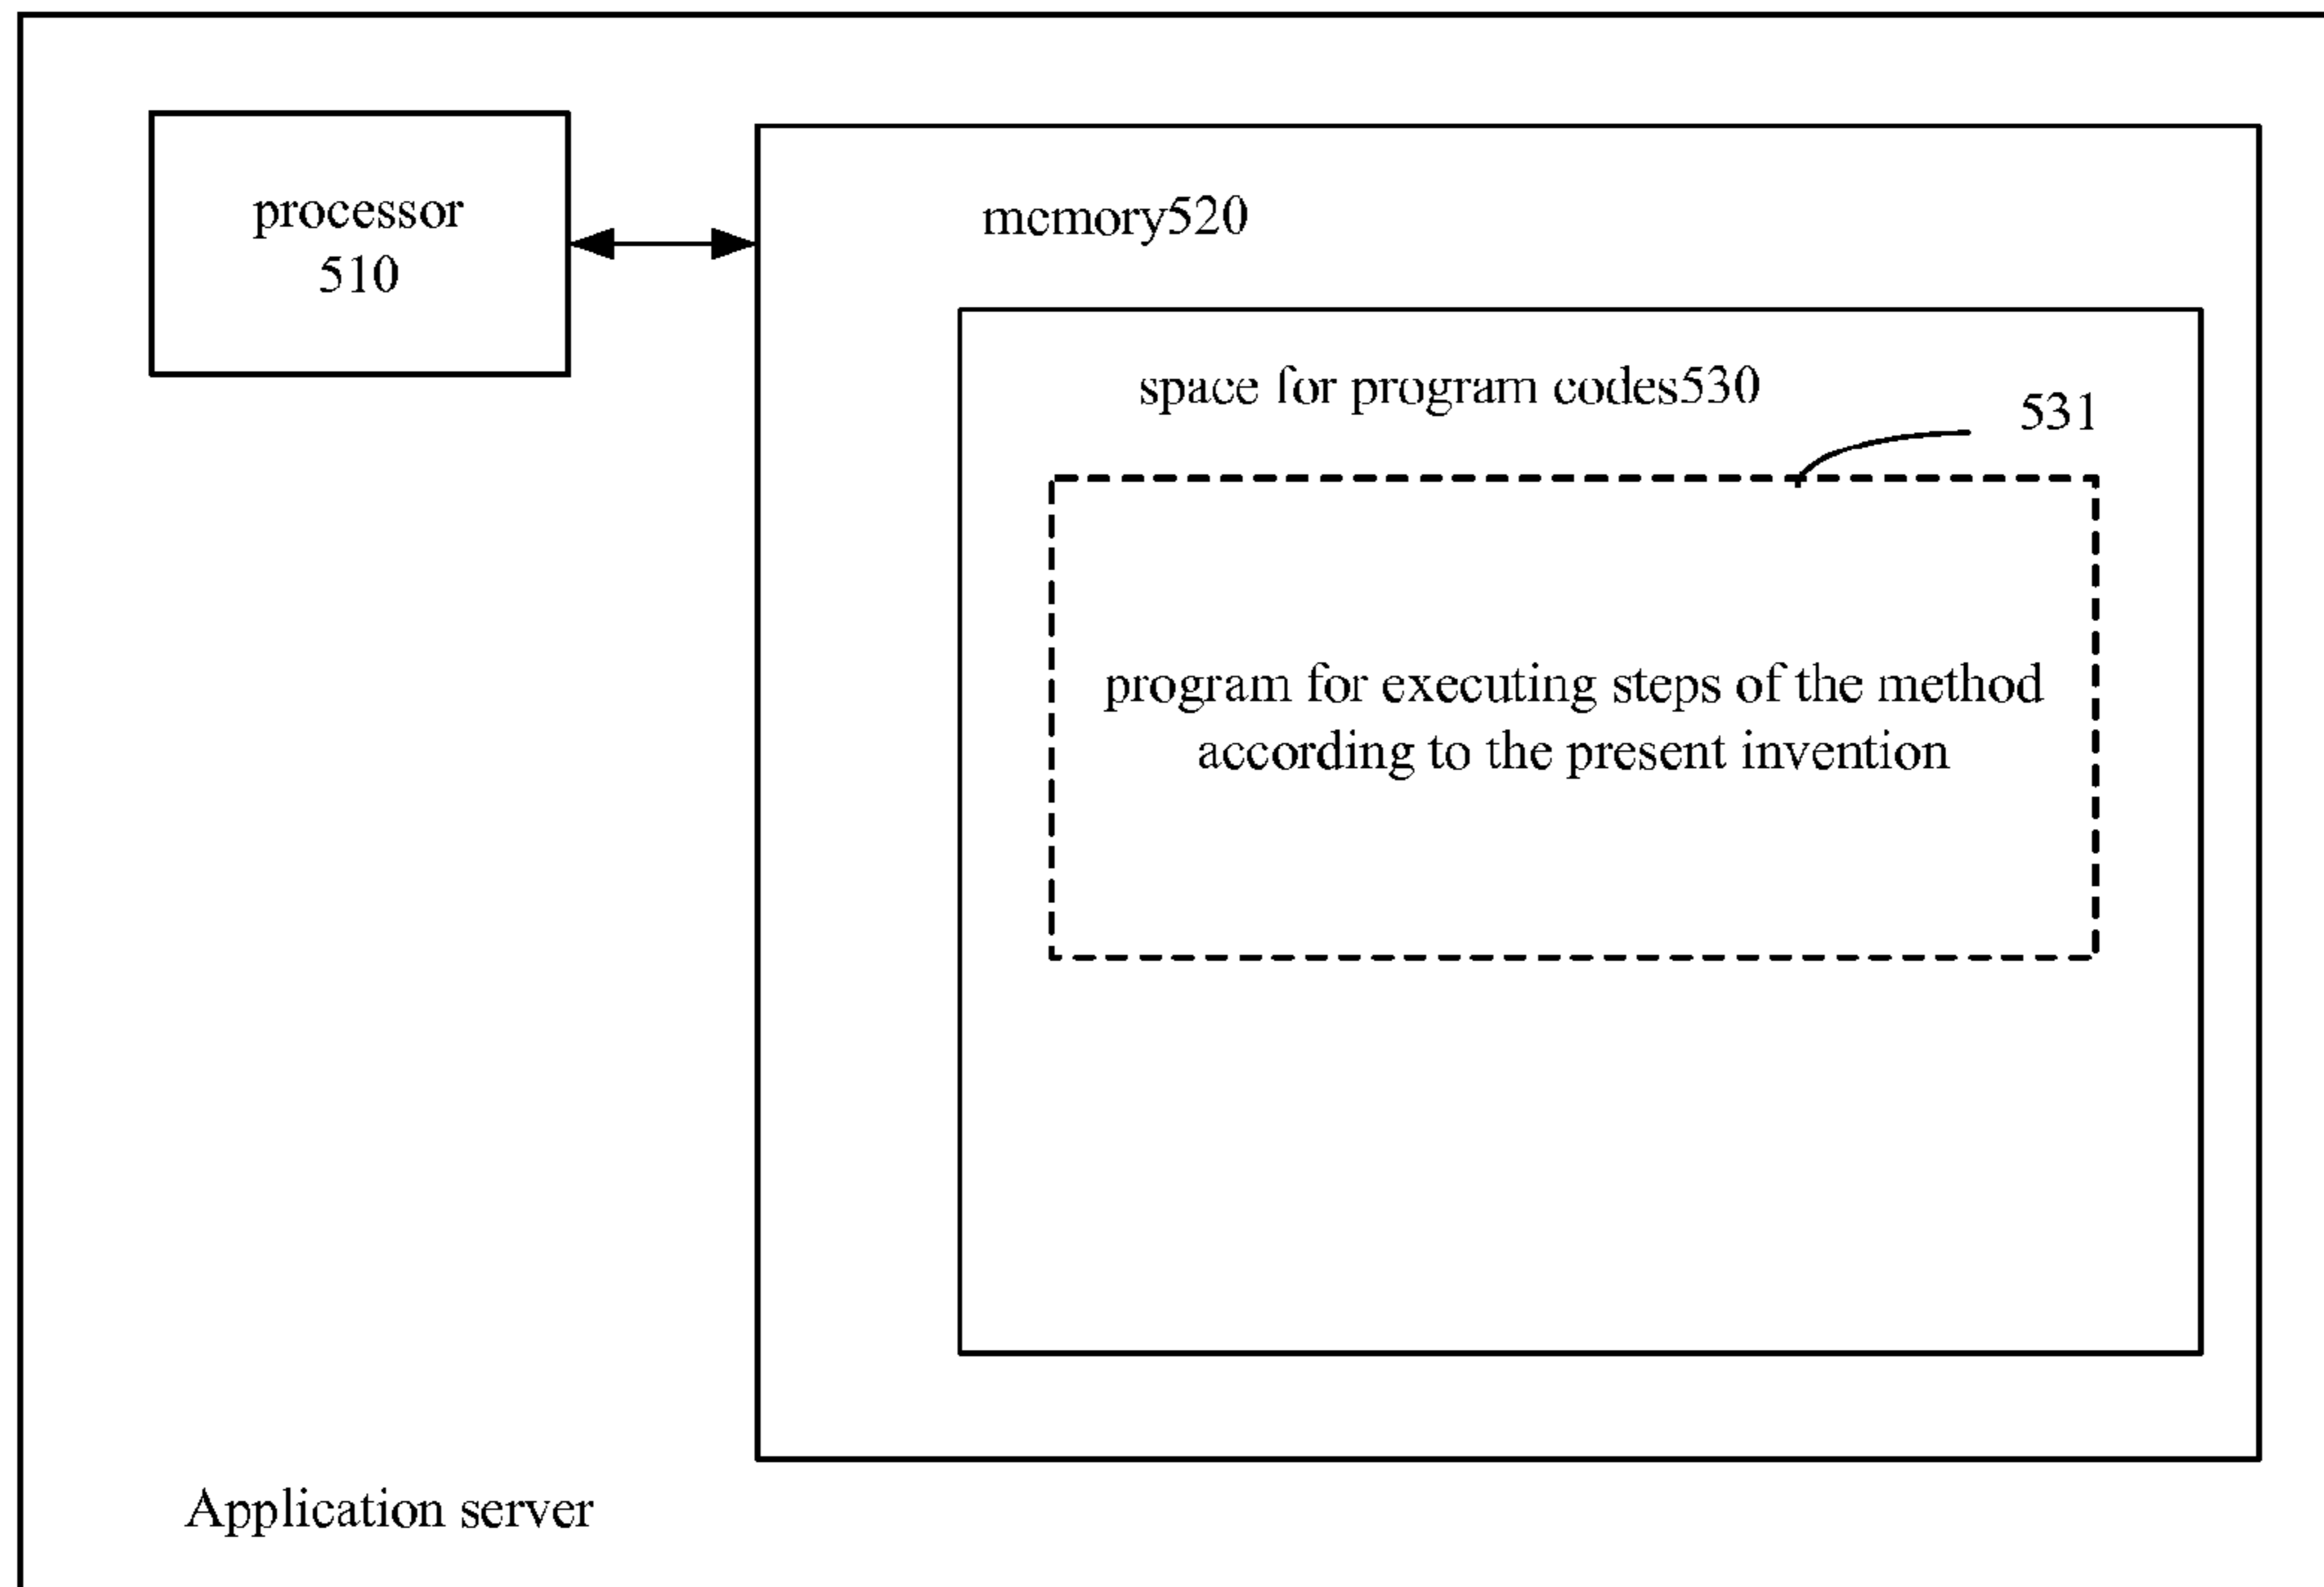 processor
510
memory520
space for program codes530
531
program for executing steps of the method
according to the present invention
Application server